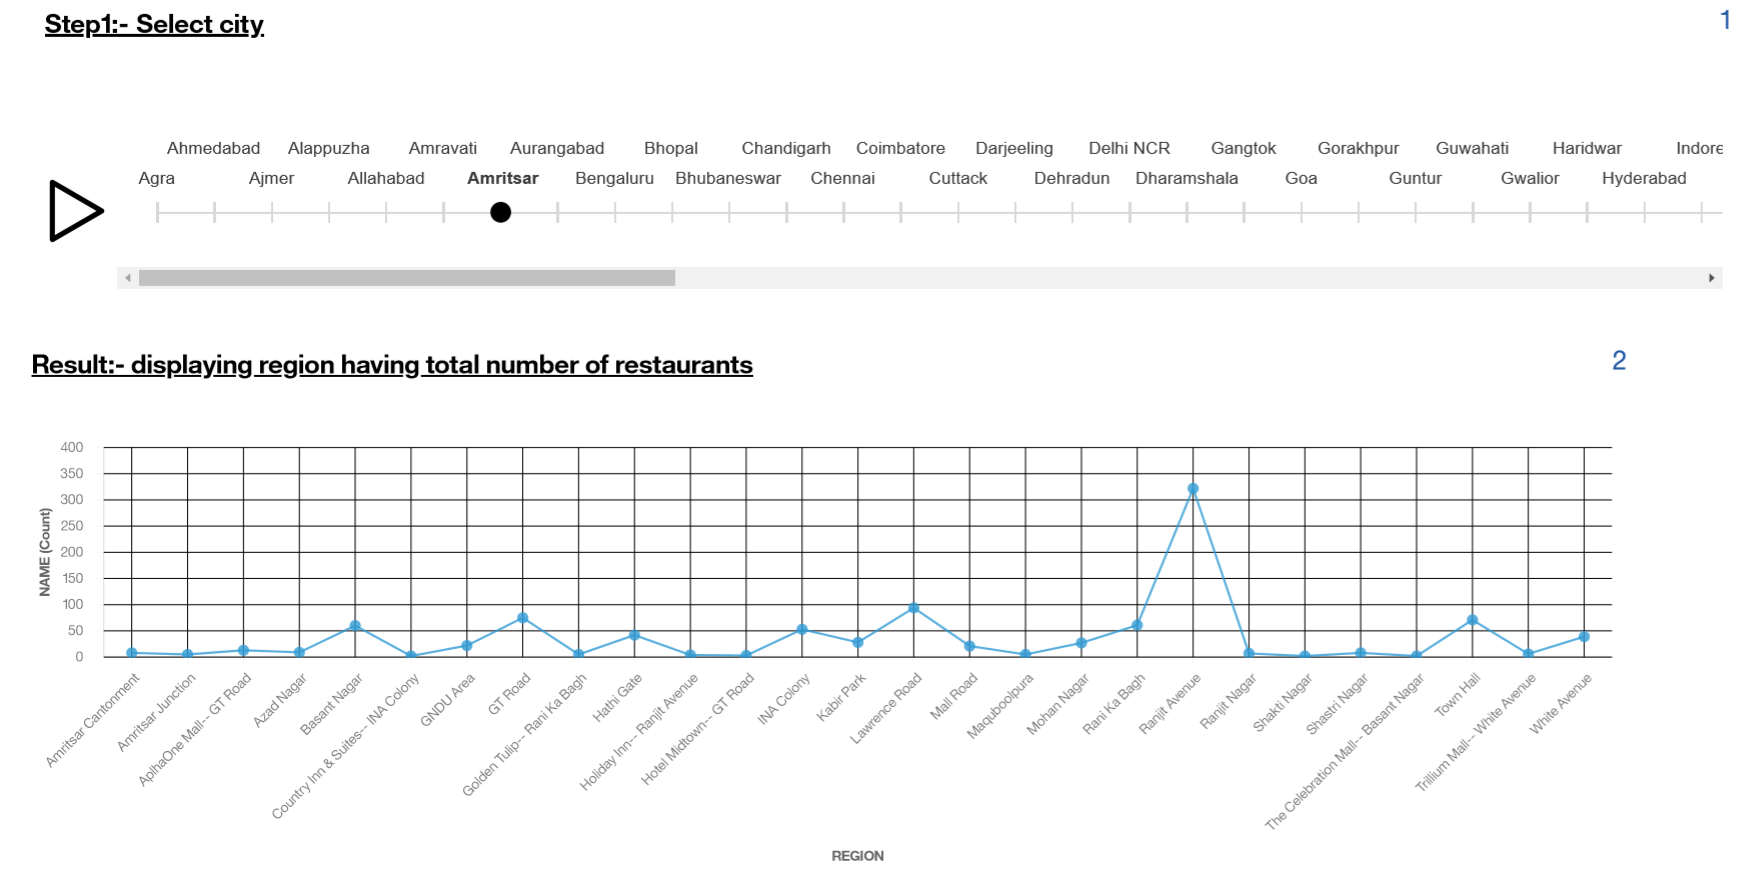 Step1:- Select city
1
Ahmedabad Alappuzha Amravati Aurangabad Bhopal Chandigarh Coimbatore Darjeeling Delhi NCR Gangtok Gorakhpur Guwahati Haridwar Indore
Agra Ajmer Allahabad Amritsar Bengaluru Bhubaneswar Chennai Cuttack Dehradun Dharamshala Goa Guntur Gwalior Hyderabad
Result:- displaying region having total number of restaurants
2
NAME (Count)
400
350
300
250
200
150
100
50
0
Amritsar Cantonment
Amritsar Junction
AplhaOne Mall-- GT Road
Azad Nagar
Basant Nagar
Country Inn & Suites-- INA Colony
GNDU Area
GT Road
Golden Tulip-- Rani Ka Bagh
Hathi Gate
Holiday Inn-- Ranjit Avenue
Hotel Midtown-- GT Road
INA Colony
Kabir Park
Lawrence Road
Mall Road
Maqboolpura
Mohan Nagar
Rani Ka Bagh
Ranjit Avenue
Ranjit Nagar
Shakti Nagar
Shastri Nagar
The Celebration Mall-- Basant Nagar
Town Hall
Trillium Mall-- White Avenue
White Avenue
REGION